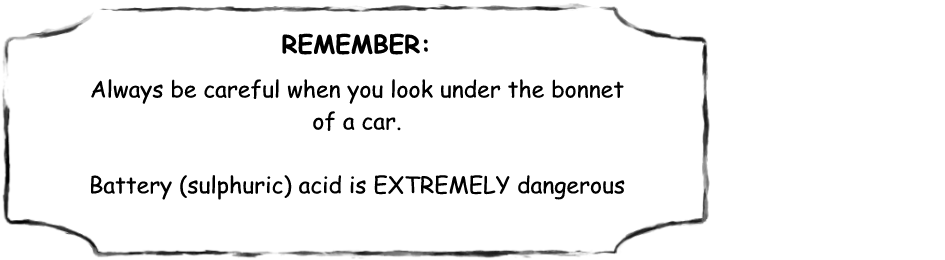 REMEMBER:
Always be careful when you look under the bonnet
of a car.
Battery (sulphuric) acid is EXTREMELY dangerous